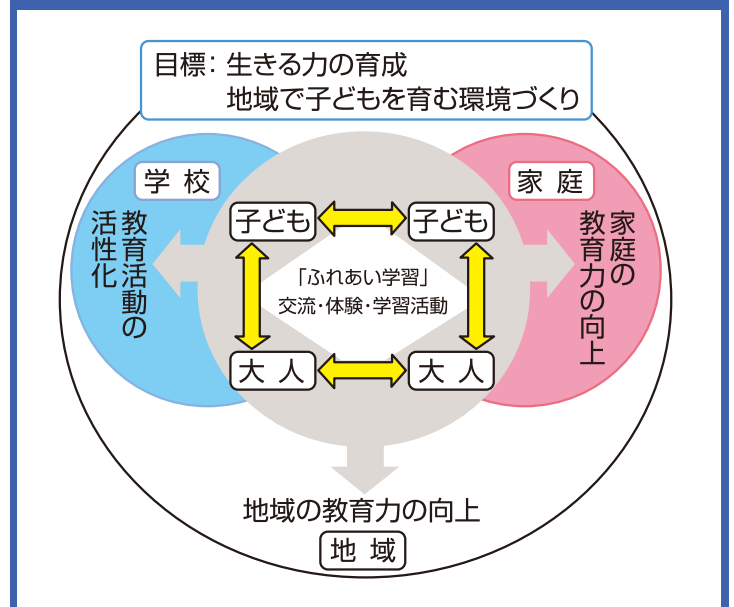 目標：生きる力の育成
地域で子どもを育む環境づくり
学校
家庭
教育活動の
活性化
子ども
子ども
家庭の
教育力の向上
「ふれあい学習」
交流・体験・学習活動
大人
大人
地域の教育力の向上
地域